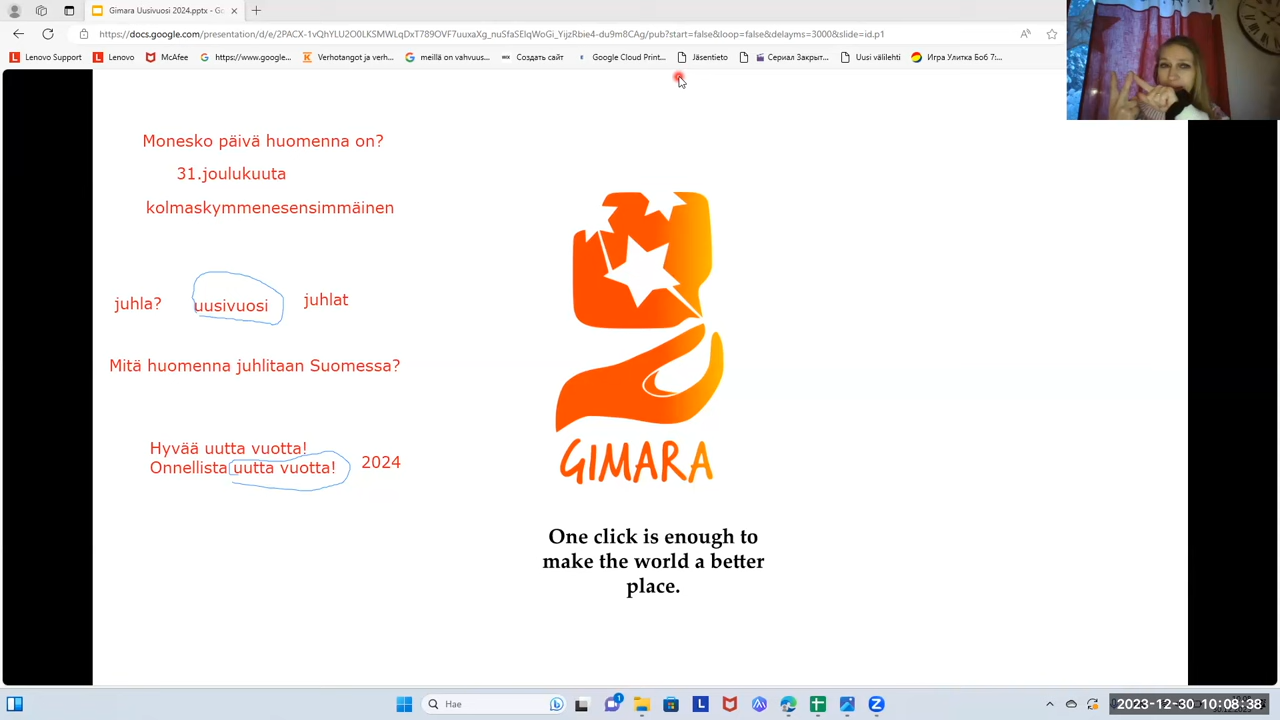 Gimara Uusivuosi 2024.pptx - Go
https://docs.google.com/presentation/d/e/2PACX-1vQhYLU2O0LKSMWLqDxT789OVF7uuxaXg_nuSfaSElqWoGi_YijzRbie4-du9m8CAg/pub?start=false&loop=false&delayms=3000&slide=id.p1
Lenovo Support
Lenovo
McAfee
https://www.google...
Verhotangot ja verh...
meillä on vahvuus...
Создать сайт
Google Cloud Print...
Jäsentieto
Сериал Закрыт...
Uusi välilehti
Игра Улитка Боб 7:...
Monesko päivä huomenna on?
31.joulukuuta
kolmaskymmenesensimmäinen
juhla? uusivuosi juhlat
Mitä huomenna juhlitaan Suomessa?
Hyvää uutta vuotta!
Onnellista uutta vuotta! 2024
GIMARA
One click is enough to
make the world a better
place.
Hae
2023-12-30 10:08:38